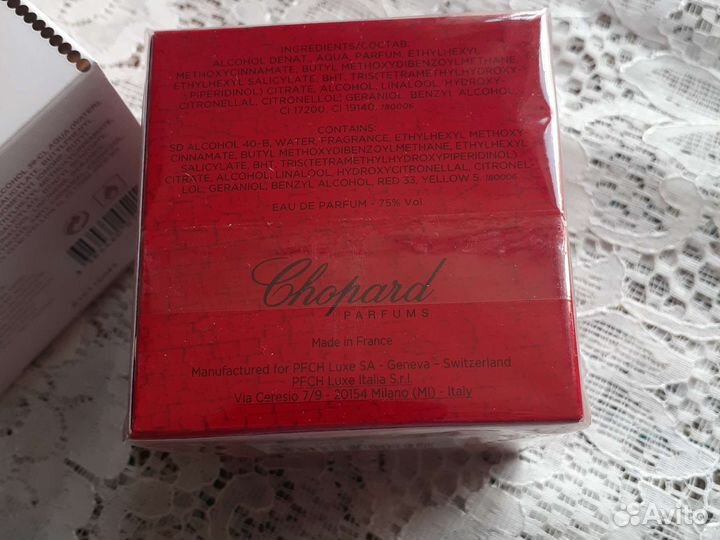 INGREDIENTS/СОСТАВ:
ALCOHOL DENAT., AQUA, PARFUM, ETHYLHEXYL
METHOXYCINNAMATE, BUTYL METHOXYDIBENZOYLMETHANE,
ETHYLHEXYL SALICYLATE, BHT, TRIS(TETRAMETHYLHYDROXY-
PIPERIDINOL) CITRATE, ALCOHOL, LINALOOL, HYDROXY-
CITRONELLAL, CITRONELLOL; GERANIOL, BENZYL ALCOHOL,
CI 17200, CI 19140. 180006
CONTAINS:
SD ALCOHOL 40-B, WATER, FRAGRANCE, ETHYLHEXYL METHOXY
CINNAMATE, BUTYL METHOXYDIBENZOYLMETHANE, ETHYLHEXYL
SALICYLATE, BHT, TRIS(TETRAMETHYLHYDROXYPIPERIDINOL)
CITRATE, ALCOHOL,LINALOOL, HYDROXYCITRONELLAL, CITRONEL-
LOL; GERANIOL, BENZYL ALCOHOL, RED 33, YELLOW 5. 180006
EAU DE PARFUM - 75% Vol.
Chopard
PARFUMS
Made in France
Manufactured for PFCH Luxe SA - Geneva - Switzerland
PFCH Luxe Italia S.r.l.
Via Ceresio 7/9 - 20154 Milano (MI) - Italy
Avito